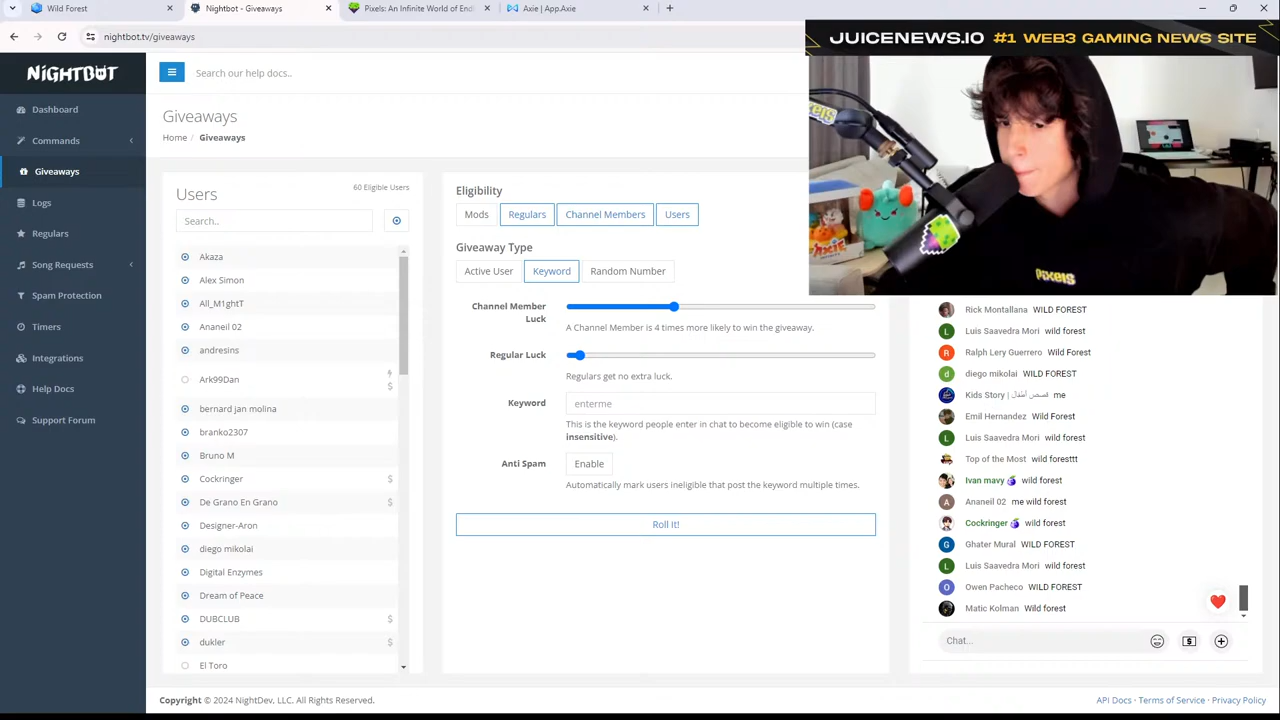 Wild Forest
Nightbot - Giveaways
Pixels: An Infinite World of Endl
Axie | App.Axie
nightbot.tv/giveaways
JUICENEWS.IO #1 WEB3 GAMING NEWS SITE
NIGHTBOT
Search our help docs..
Dashboard
Commands
Giveaways
Logs
Regulars
Song Requests
Spam Protection
Timers
Integrations
Help Docs
Support Forum
Giveaways
Home / Giveaways
Users
60 Eligible Users
Search..
Akaza
Alex Simon
All_M1ghtT
Ananeil 02
andresins
Ark99Dan
$
bernard jan molina
branko2307
Bruno M
Cockringer $
De Grano En Grano $
Designer-Aron
diego mikolai
Digital Enzymes
Dream of Peace
DUBCLUB $
dukler $
El Toro
Eligibility
Mods Regulars Channel Members Users
Giveaway Type
Active User Keyword Random Number
Channel Member
Luck
A Channel Member is 4 times more likely to win the giveaway.
Regular Luck
Regulars get no extra luck.
Keyword
enterme
This is the keyword people enter in chat to become eligible to win (case
insensitive).
Anti Spam
Enable
Automatically mark users ineligible that post the keyword multiple times.
Roll It!
PIXELS
Rick Montallana WILD FOREST
L Luis Saavedra Mori wild forest
R Ralph Lery Guerrero Wild Forest
d diego mikolai WILD FOREST
Kids Story | قصص أطفال me
Emil Hernandez Wild Forest
L Luis Saavedra Mori wild forest
Top of the Most wild foresttt
Ivan mavy wild forest
A Ananeil 02 me wild forest
Cockringer wild forest
G Ghater Mural WILD FOREST
L Luis Saavedra Mori wild forest
O Owen Pacheco WILD FOREST
Matic Kolman Wild forest
Chat...
Copyright © 2024 NightDev, LLC. All Rights Reserved.
API Docs · Terms of Service · Privacy Policy